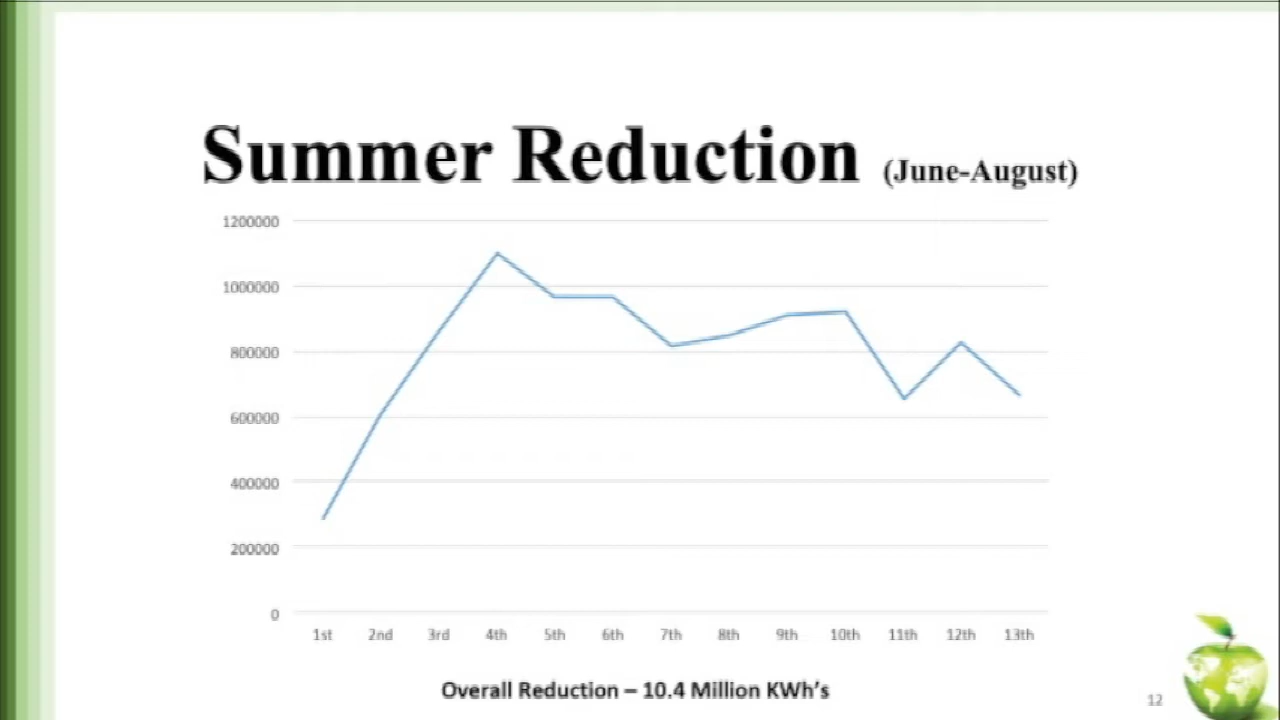 Summer Reduction (June-August)
1200000
1000000
800000
600000
400000
200000
0
1st 2nd 3rd 4th 5th 6th 7th 8th 9th 10th 11th 12th 13th
Overall Reduction – 10.4 Million KWh's
12